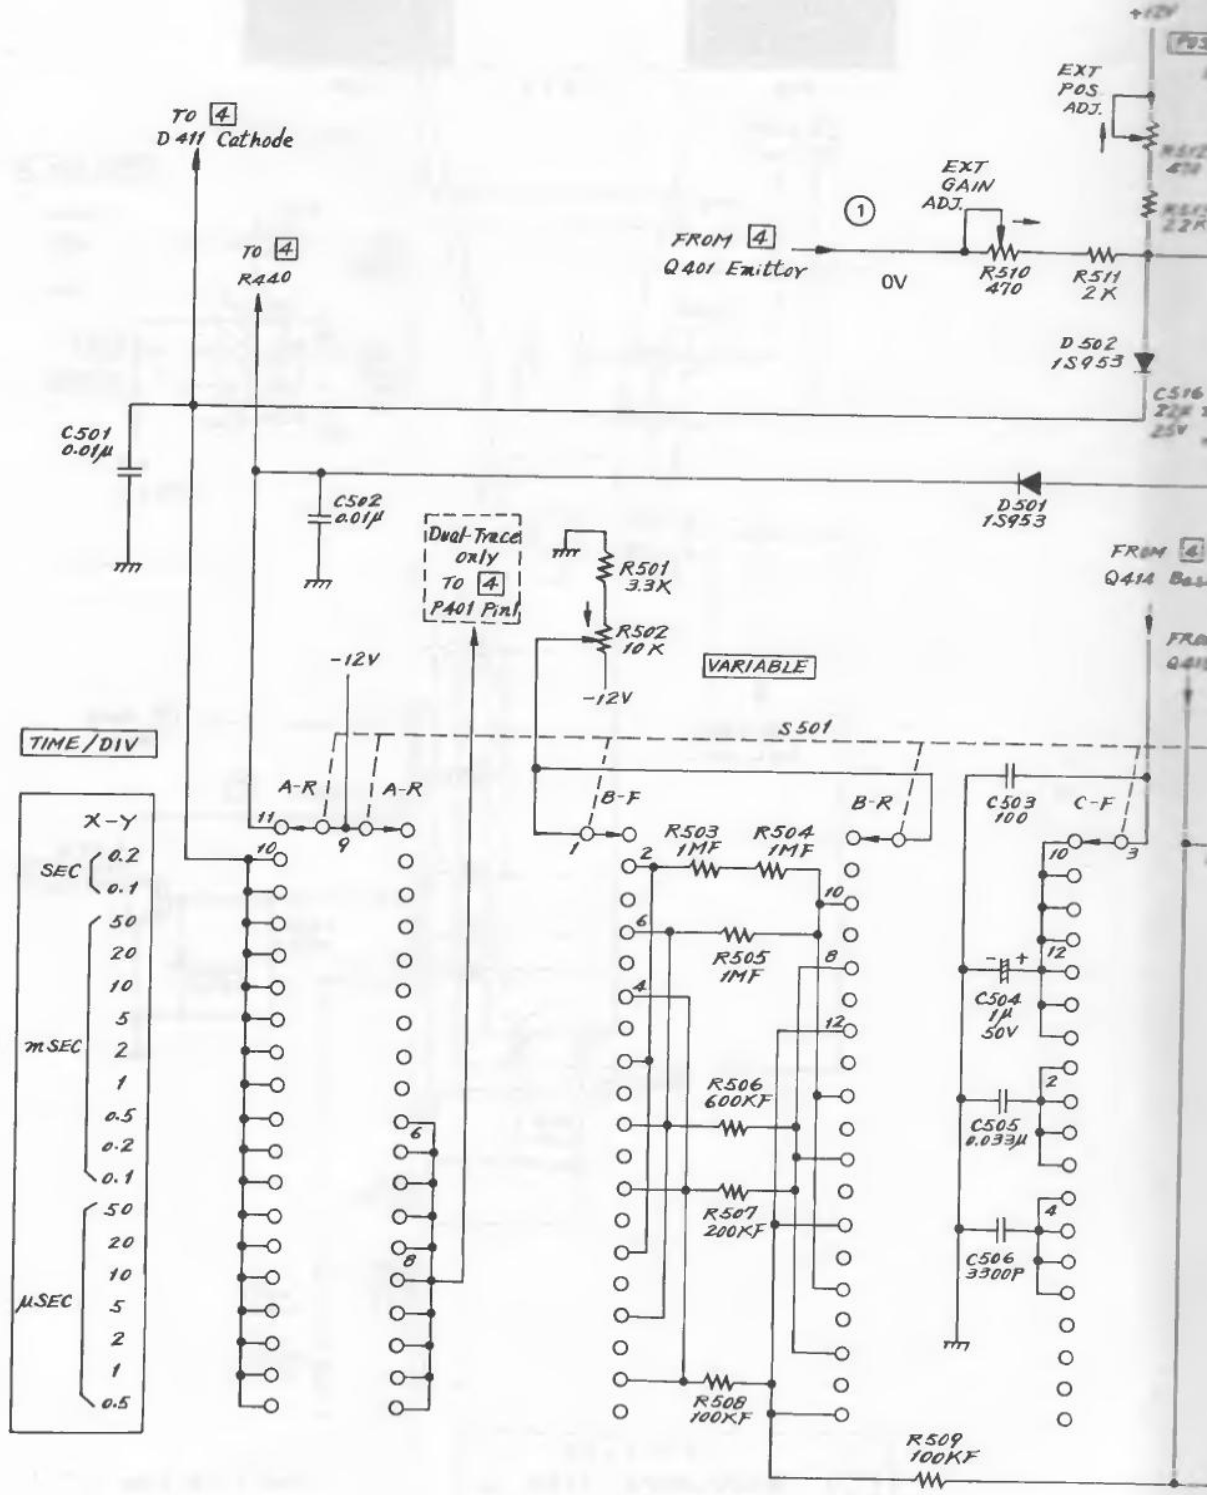 +12V
EXT
POS.
ADJ.
TO 4
D411 Cathode
EXT
GAIN
ADJ.
1
FROM 4
Q401 Emittor
0V
R510
470
R511
2K
22K
TO 4
R440
D502
1S953
C516
25V
C501
0.01μ
C502
0.01μ
D501
1S953
Dual-Trace
only
TO 4
P401 Pin1
R501
3.3K
R502
10K
-12V
FROM 4
Q414
VARIABLE
-12V
TIME/DIV
S501
A-R
A-R
B-F
B-R
C-F
C503
100
X-Y
SEC
0.2
0.1
mSEC
50
20
10
5
2
1
0.5
0.2
0.1
μSEC
50
20
10
5
2
1
0.5
11
9
10
6
8
1
2
6
4
R503
1MF
R504
1MF
R505
1MF
R506
600KF
R507
200KF
R508
100KF
10
8
12
10
3
12
- +
C504
1μ
50V
2
C505
0.033μ
4
C506
3300P
R509
100KF